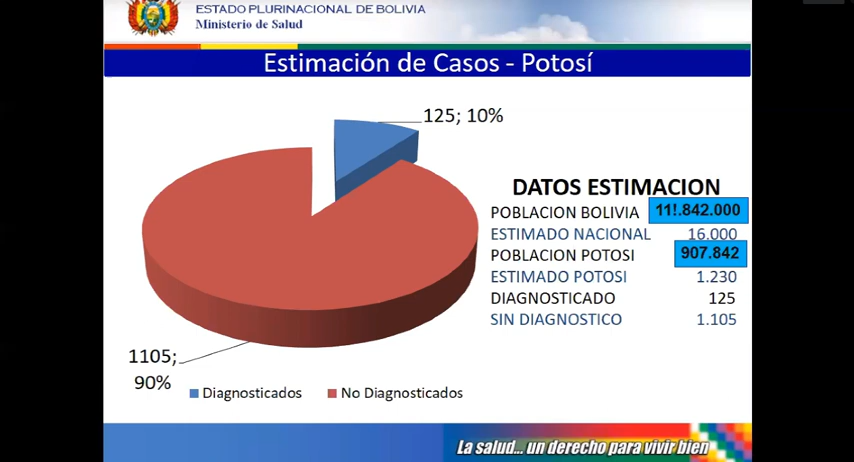 ESTADO PLURINACIONAL DE BOLIVIA
Ministerio de Salud
Estimación de Casos - Potosí
125; 10%
1105;
90%
Diagnosticados
No Diagnosticados
DATOS ESTIMACION
POBLACION BOLIVIA 11!.842.000
ESTIMADO NACIONAL 16.000
POBLACION POTOSI 907.842
ESTIMADO POTOSI 1.230
DIAGNOSTICADO 125
SIN DIAGNOSTICO 1.105
La salud... un derecho para vivir bien